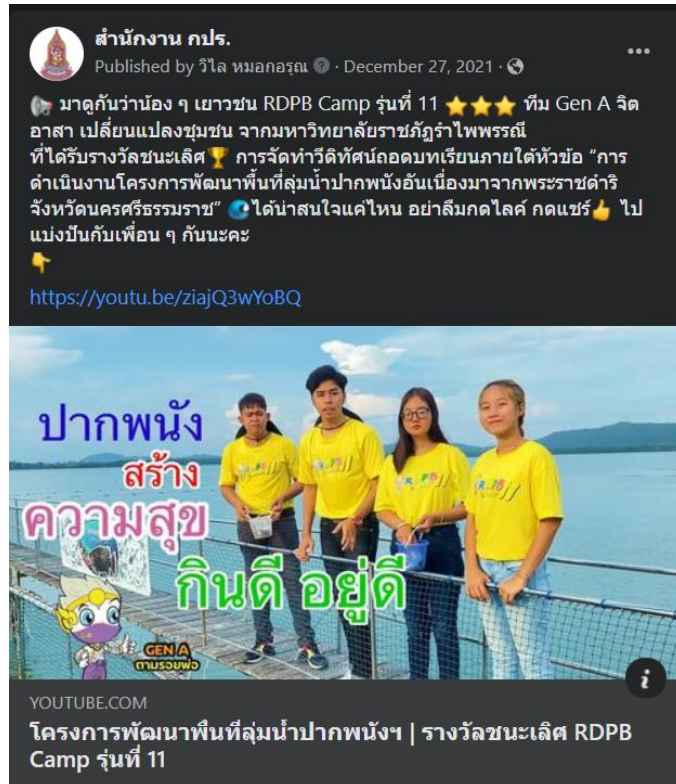 สำนักงาน กปร.
Published by วิไล หมอกอรุณ · December 27, 2021 ·
มาดูกันว่าน้อง ๆ เยาวชน RDPB Camp รุ่นที่ 11 ⭐⭐⭐ ทีม Gen A จิต
อาสา เปลี่ยนแปลงชุมชน จากมหาวิทยาลัยราชภัฏรำไพพรรณี
ที่ได้รับรางวัลชนะเลิศ🏆 การจัดทำวีดิทัศน์ถอดบทเรียนภายใต้หัวข้อ “การ
ดำเนินงานโครงการพัฒนาพื้นที่ลุ่มน้ำปากพนังอันเนื่องมาจากพระราชดำริ
จังหวัดนครศรีธรรมราช” 🌊ได้น่าสนใจแค่ไหน อย่าลืมกดไลค์ กดแชร์👍 ไป
แบ่งปันกับเพื่อน ๆ กันนะคะ
👇
https://youtu.be/ziajQ3wYoBQ
ปากพนัง
สร้าง
ความสุข
กินดี อยู่ดี
GEN A
ตามรอยพ่อ
YOUTUBE.COM
โครงการพัฒนาพื้นที่ลุ่มน้ำปากพนังฯ | รางวัลชนะเลิศ RDPB
Camp รุ่นที่ 11